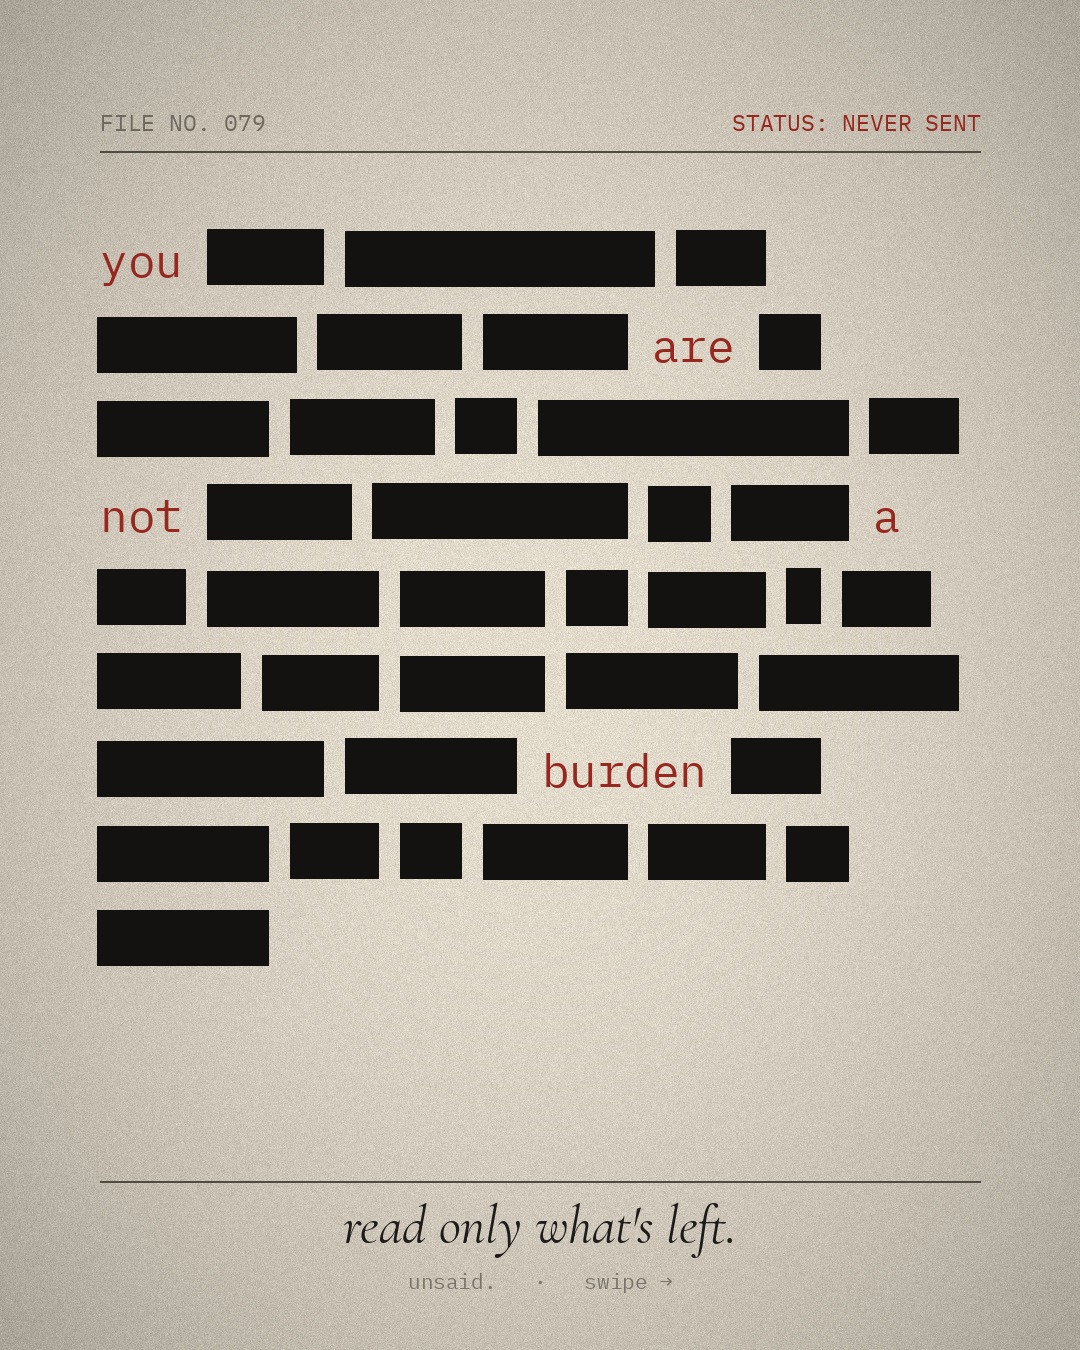 FILE NO. 079 STATUS: NEVER SENT
you
are
not a
burden
read only what's left.
unsaid. · swipe →